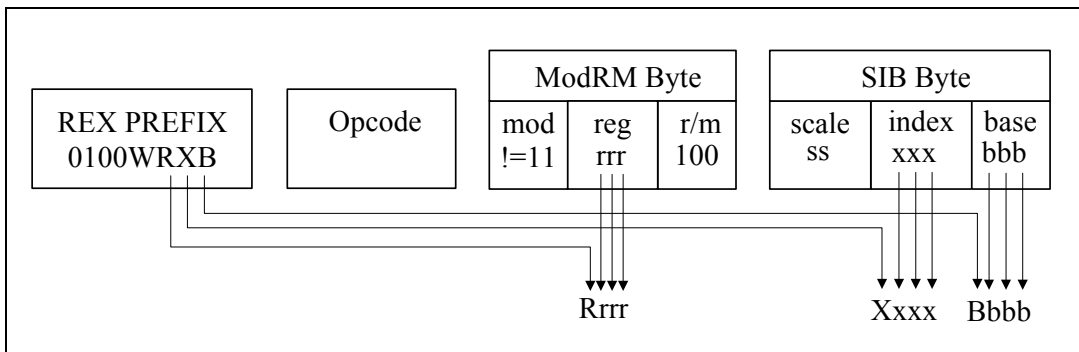 ModRM Byte
SIB Byte
REX PREFIX
0100WRXB
Opcode
mod
!=11
reg
rrr
r/m
100
scale
ss
index
xxx
base
bbb
Rrrr
Xxxx
Bbbb